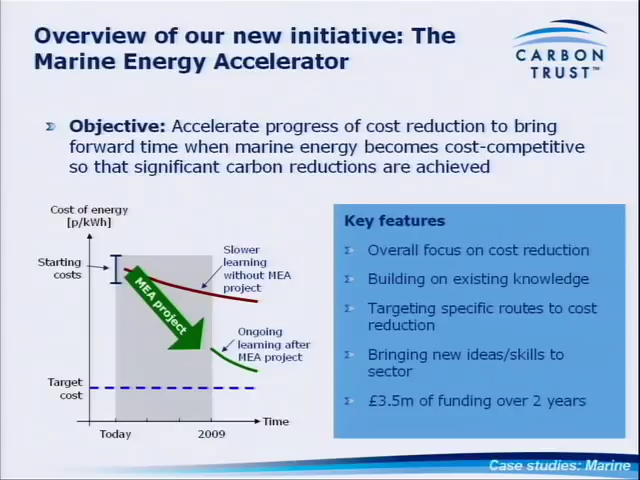 Overview of our new initiative: The
Marine Energy Accelerator
CARBON
TRUST™
Objective: Accelerate progress of cost reduction to bring
forward time when marine energy becomes cost-competitive
so that significant carbon reductions are achieved
Cost of energy
[p/kWh]
Starting
costs
MEA project
Slower
learning
without MEA
project
Ongoing
learning after
MEA project
Target
cost
Time
Today
2009
Key features
Overall focus on cost reduction
Building on existing knowledge
Targeting specific routes to cost
reduction
Bringing new ideas/skills to
sector
£3.5m of funding over 2 years
Case studies: Marine